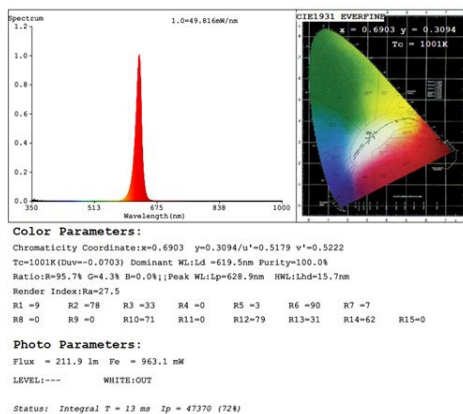 Spectrum
1.0=49.816mW/nm
1.2
1.0
0.8
0.6
0.4
0.2
0.0
350 513 675 838 1000
Wavelength(nm)
CIE1931 EVERFINE
x = 0.6903 y = 0.3094
Tc = 1001K
Color Parameters:
Chromaticity Coordinate:x=0.6903 y=0.3094/u'=0.5179 v'=0.5222
Tc=1001K(Duv=-0.0703) Dominant WL:Ld =619.5nm Purity=100.0%
Ratio:R=95.7% G=4.3% B=0.0%;;Peak WL:Lp=628.9nm HWL:Lhd=15.7nm
Render Index:Ra=27.5
R1 =9 R2 =78 R3 =33 R4 =0 R5 =3 R6 =90 R7 =7
R8 =0 R9 =0 R10=71 R11=0 R12=79 R13=31 R14=62 R15=0
Photo Parameters:
Flux = 211.9 lm Fe = 963.1 mW
LEVEL:--- WHITE:OUT
Status: Integral T = 13 ms Ip = 47370 (72%)